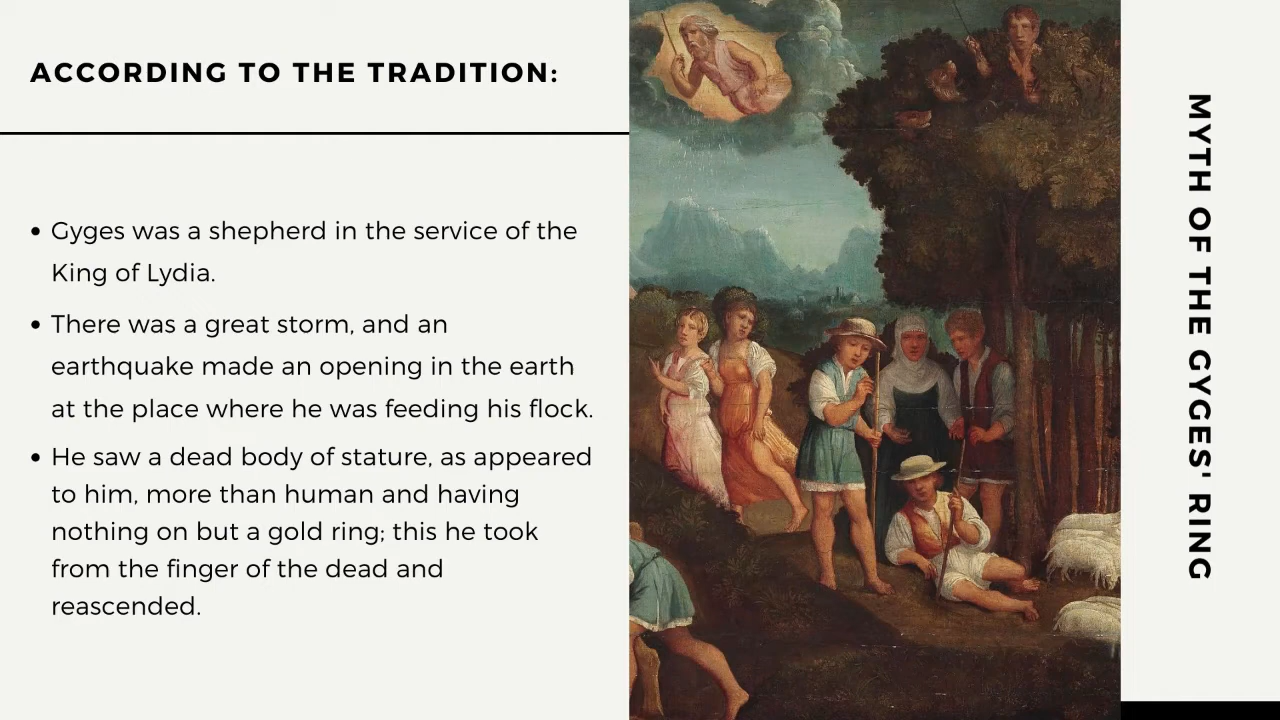 ACCORDING TO THE TRADITION:
• Gyges was a shepherd in the service of the
King of Lydia.
• There was a great storm, and an
earthquake made an opening in the earth
at the place where he was feeding his flock.
• He saw a dead body of stature, as appeared
to him, more than human and having
nothing on but a gold ring; this he took
from the finger of the dead and
reascended.
MYTH OF THE GYGES' RING